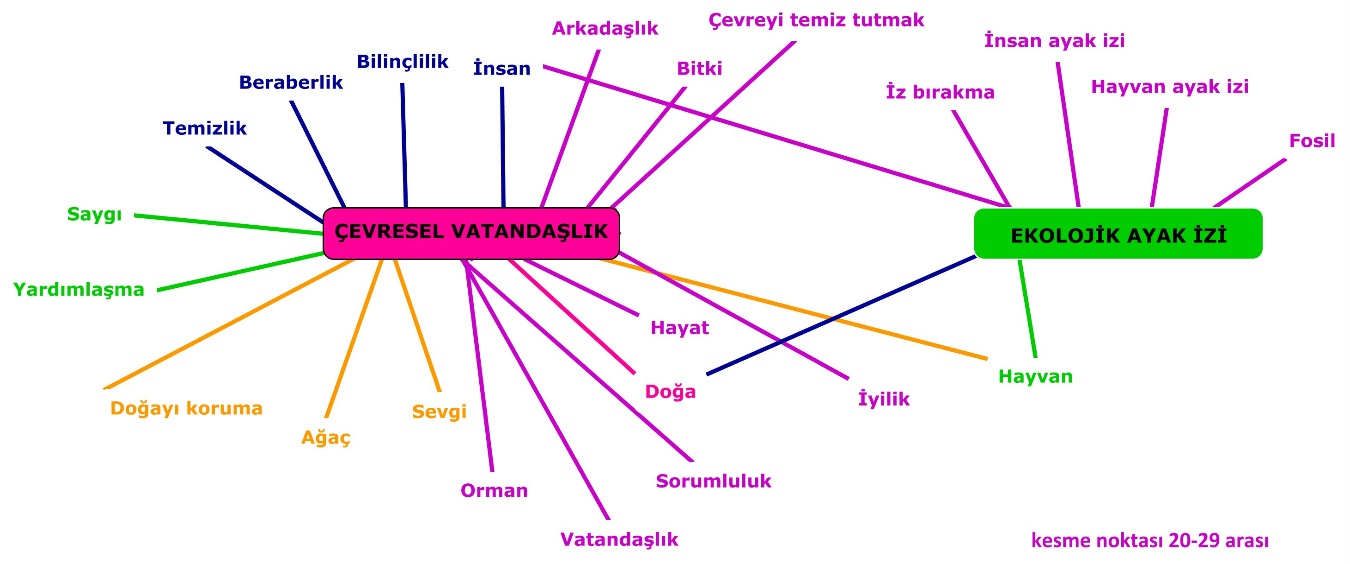 Çevreyi temiz tutmak
Arkadaşlık
İnsan ayak izi
Bilinçlilik
İnsan
Bitki
Beraberlik
İz bırakma
Hayvan ayak izi
Temizlik
Fosil
Saygı
ÇEVRESEL VATANDAŞLIK
EKOLOJİK AYAK İZİ
Yardımlaşma
Hayat
Hayvan
Doğa
İyilik
Doğayı koruma
Sevgi
Ağaç
Sorumluluk
Orman
Vatandaşlık
kesme noktası 20-29 arası